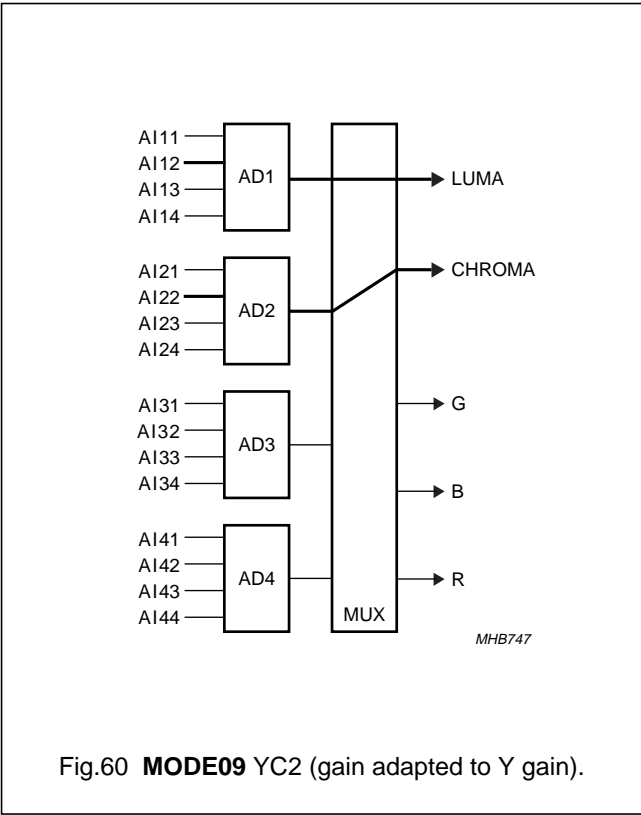 AI11
AI12
AI13
AI14
AD1
LUMA
AI21
AI22
AI23
AI24
AD2
CHROMA
AI31
AI32
AI33
AI34
AD3
G
B
AI41
AI42
AI43
AI44
AD4
R
MUX
MHB747
Fig.60 MODE09 YC2 (gain adapted to Y gain).